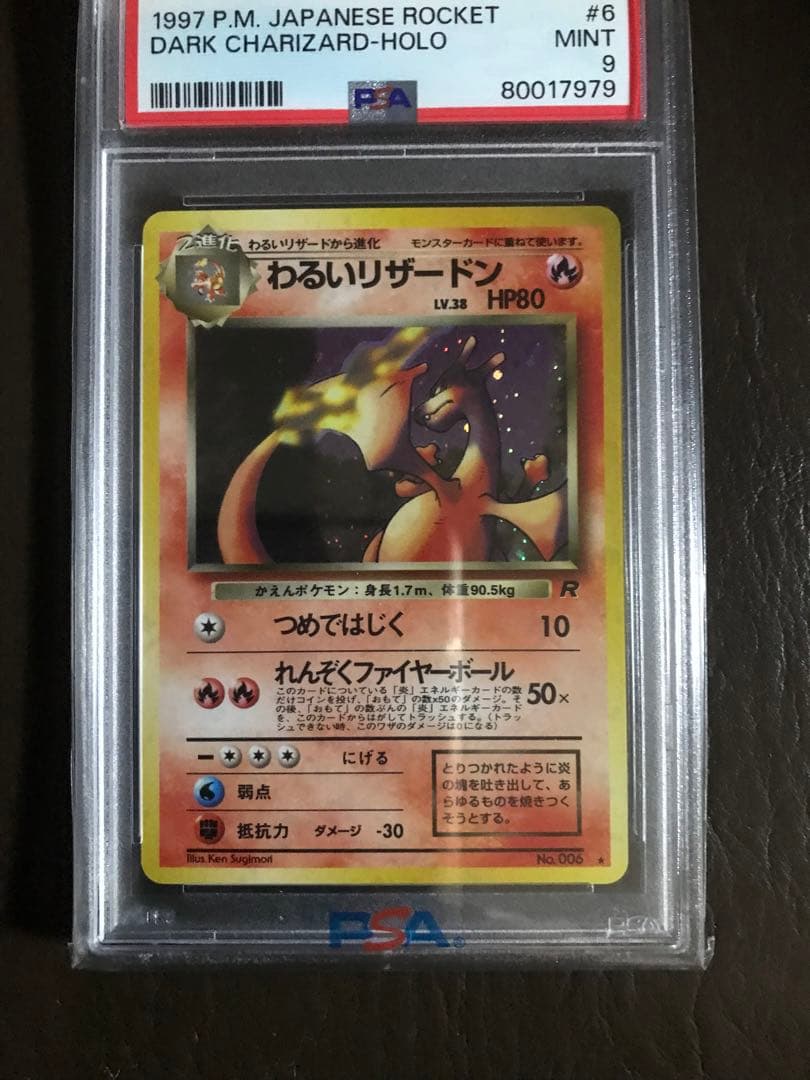 1997 P.M. JAPANESE ROCKET #6
DARK CHARIZARD-HOLO MINT
9
PSA 80017979
2進化 わるいリザードから進化 モンスターカードに重ねて使います。
わるいリザードン
LV.38 HP80
かえんポケモン：身長1.7m、体重90.5kg R
つめではじく 10
れんぞくファイヤーボール
このカードについている「炎」エネルギーカードの数
だけコインを投げ、「おもて」の数×50のダメージ。そ
の後、「おもて」の数ぶんの「炎」エネルギーカード
を、このカードからはがしてトラッシュする。（トラッ
シュできない時、このワザのダメージは0になる）
50×
にげる
弱点
抵抗力 ダメージ -30
とりつかれたように炎
の塊を吐き出して、あ
らゆるものを焼きつく
そうとする。
Illus. Ken Sugimori No. 006 ★
PSA®